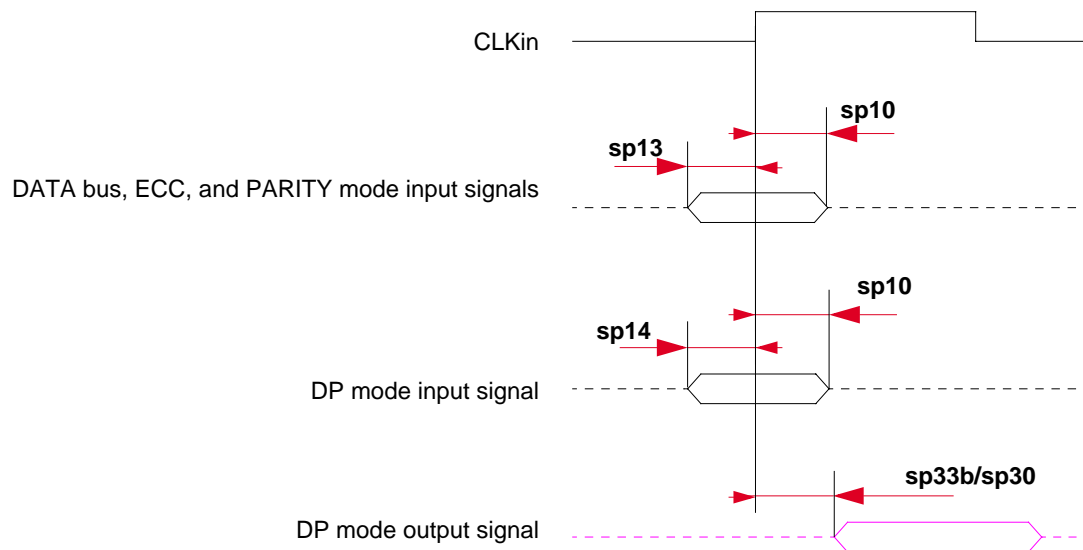 CLKin
sp10
sp13
DATA bus, ECC, and PARITY mode input signals
sp10
sp14
DP mode input signal
sp33b/sp30
DP mode output signal